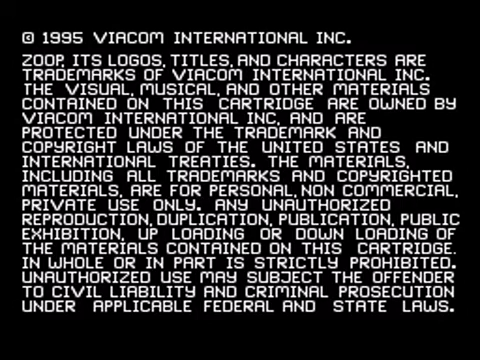 © 1995 VIACOM INTERNATIONAL INC.
ZOOP, ITS LOGOS, TITLES, AND CHARACTERS ARE
TRADEMARKS OF VIACOM INTERNATIONAL INC.
THE VISUAL, MUSICAL, AND OTHER MATERIALS
CONTAINED ON THIS CARTRIDGE ARE OWNED BY
VIACOM INTERNATIONAL INC, AND ARE
PROTECTED UNDER THE TRADEMARK AND
COPYRIGHT LAWS OF THE UNITED STATES AND
INTERNATIONAL TREATIES. THE MATERIALS,
INCLUDING ALL TRADEMARKS AND COPYRIGHTED
MATERIALS, ARE FOR PERSONAL, NON COMMERCIAL,
PRIVATE USE ONLY. ANY UNAUTHORIZED
REPRODUCTION, DUPLICATION, PUBLICATION, PUBLIC
EXHIBITION, UP LOADING OR DOWN LOADING OF
THE MATERIALS CONTAINED ON THIS CARTRIDGE.
IN WHOLE OR IN PART IS STRICTLY PROHIBITED.
UNAUTHORIZED USE MAY SUBJECT THE OFFENDER
TO CIVIL LIABILITY AND CRIMINAL PROSECUTION
UNDER APPLICABLE FEDERAL AND STATE LAWS.